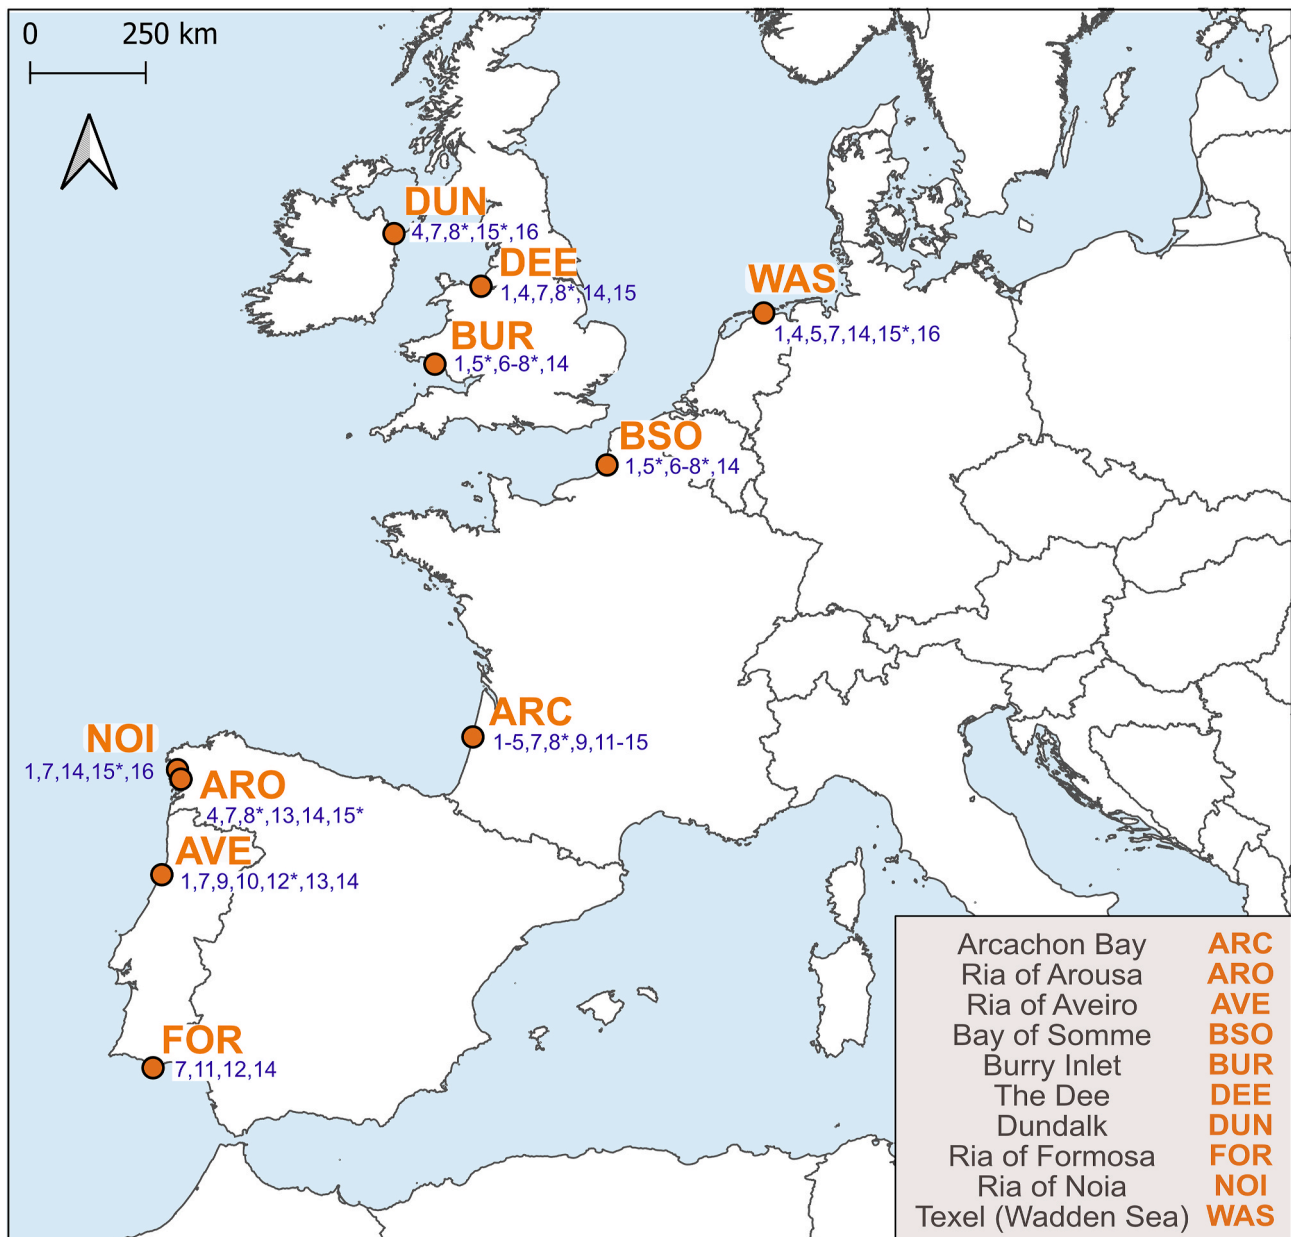 0 250 km
DUN
4,7,8*,15*,16
DEE
1,4,7,8*,14,15
WAS
1,4,5,7,14,15*,16
BUR
1,5*,6-8*,14
BSO
1,5*,6-8*,14
ARC
1-5,7,8*,9,11-15
NOI
1,7,14,15*,16
ARO
4,7,8*,13,14,15*
AVE
1,7,9,10,12*,13,14
FOR
7,11,12,14
Arcachon Bay ARC
Ria of Arousa ARO
Ria of Aveiro AVE
Bay of Somme BSO
Burry Inlet BUR
The Dee DEE
Dundalk DUN
Ria of Formosa FOR
Ria of Noia NOI
Texel (Wadden Sea) WAS